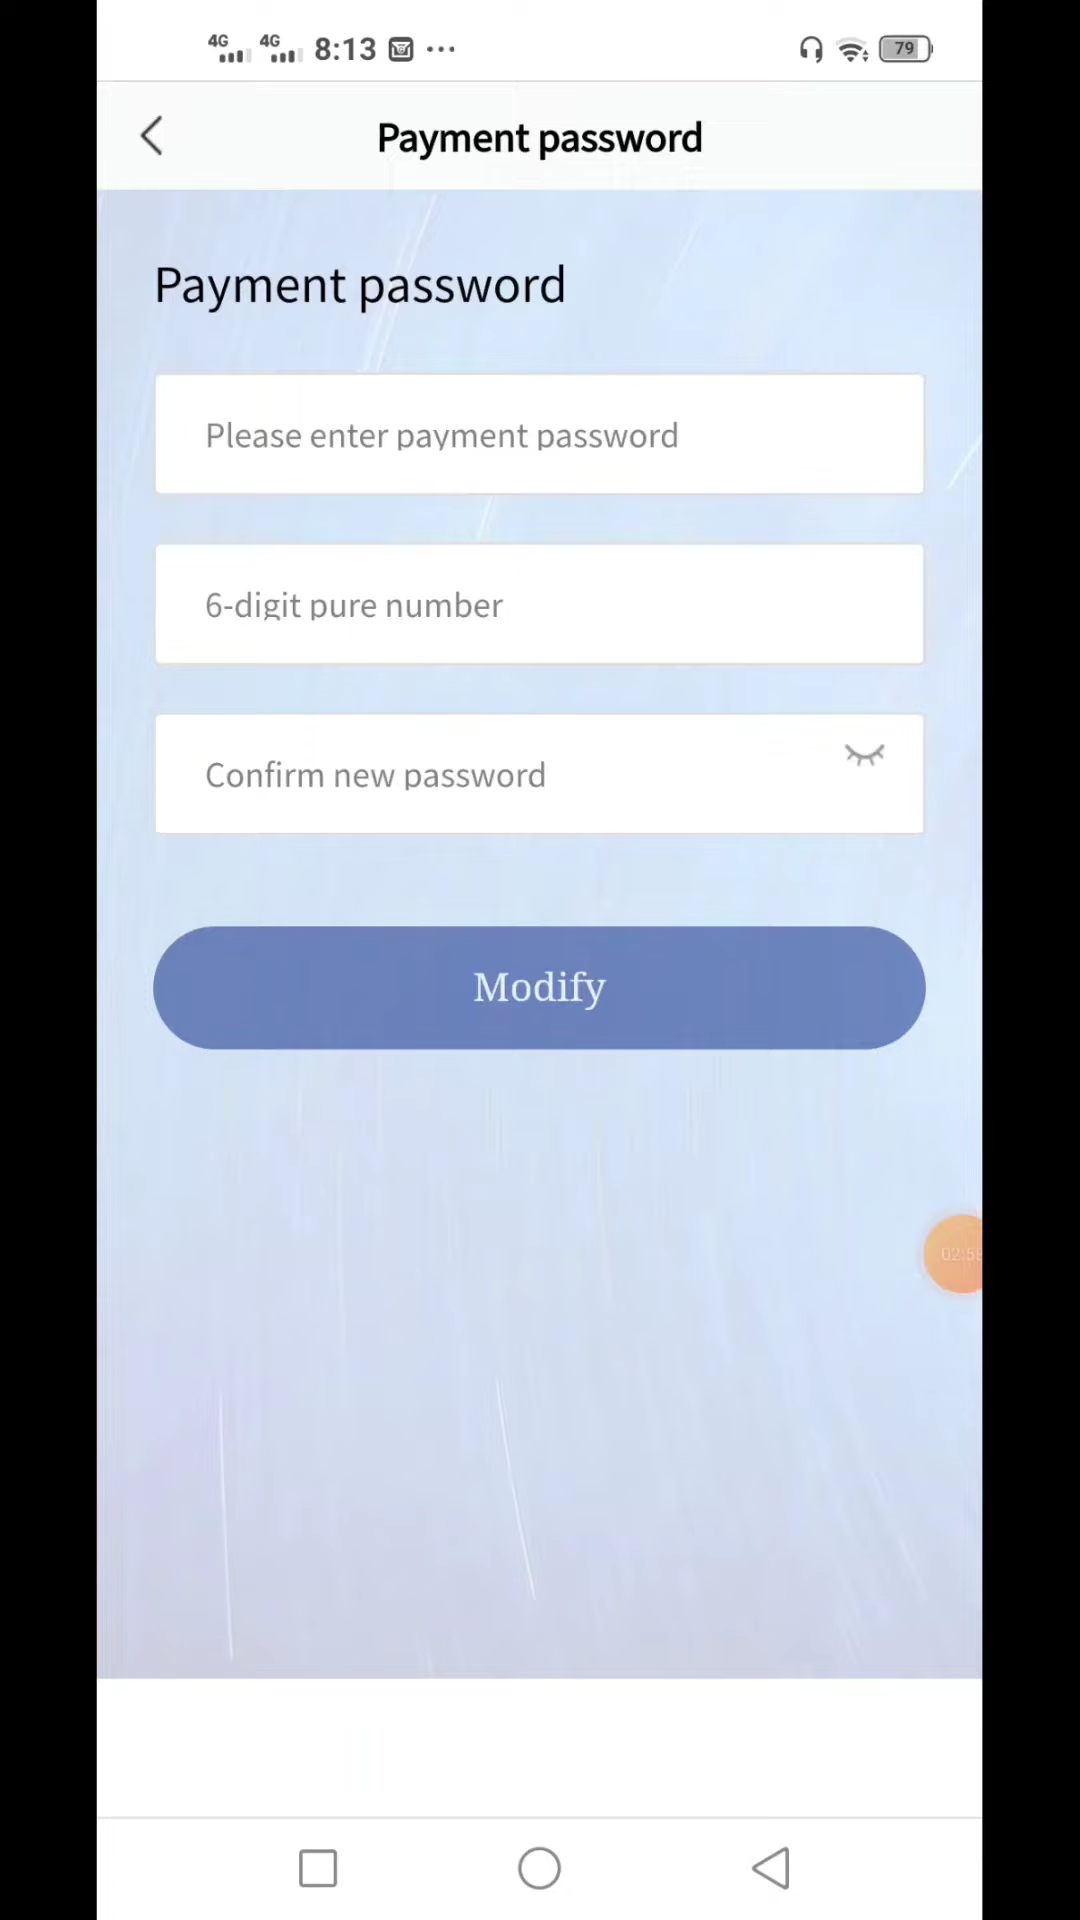 4G 4G 8:13 79
Payment password
Payment password
Please enter payment password
6-digit pure number
Confirm new password
Modify